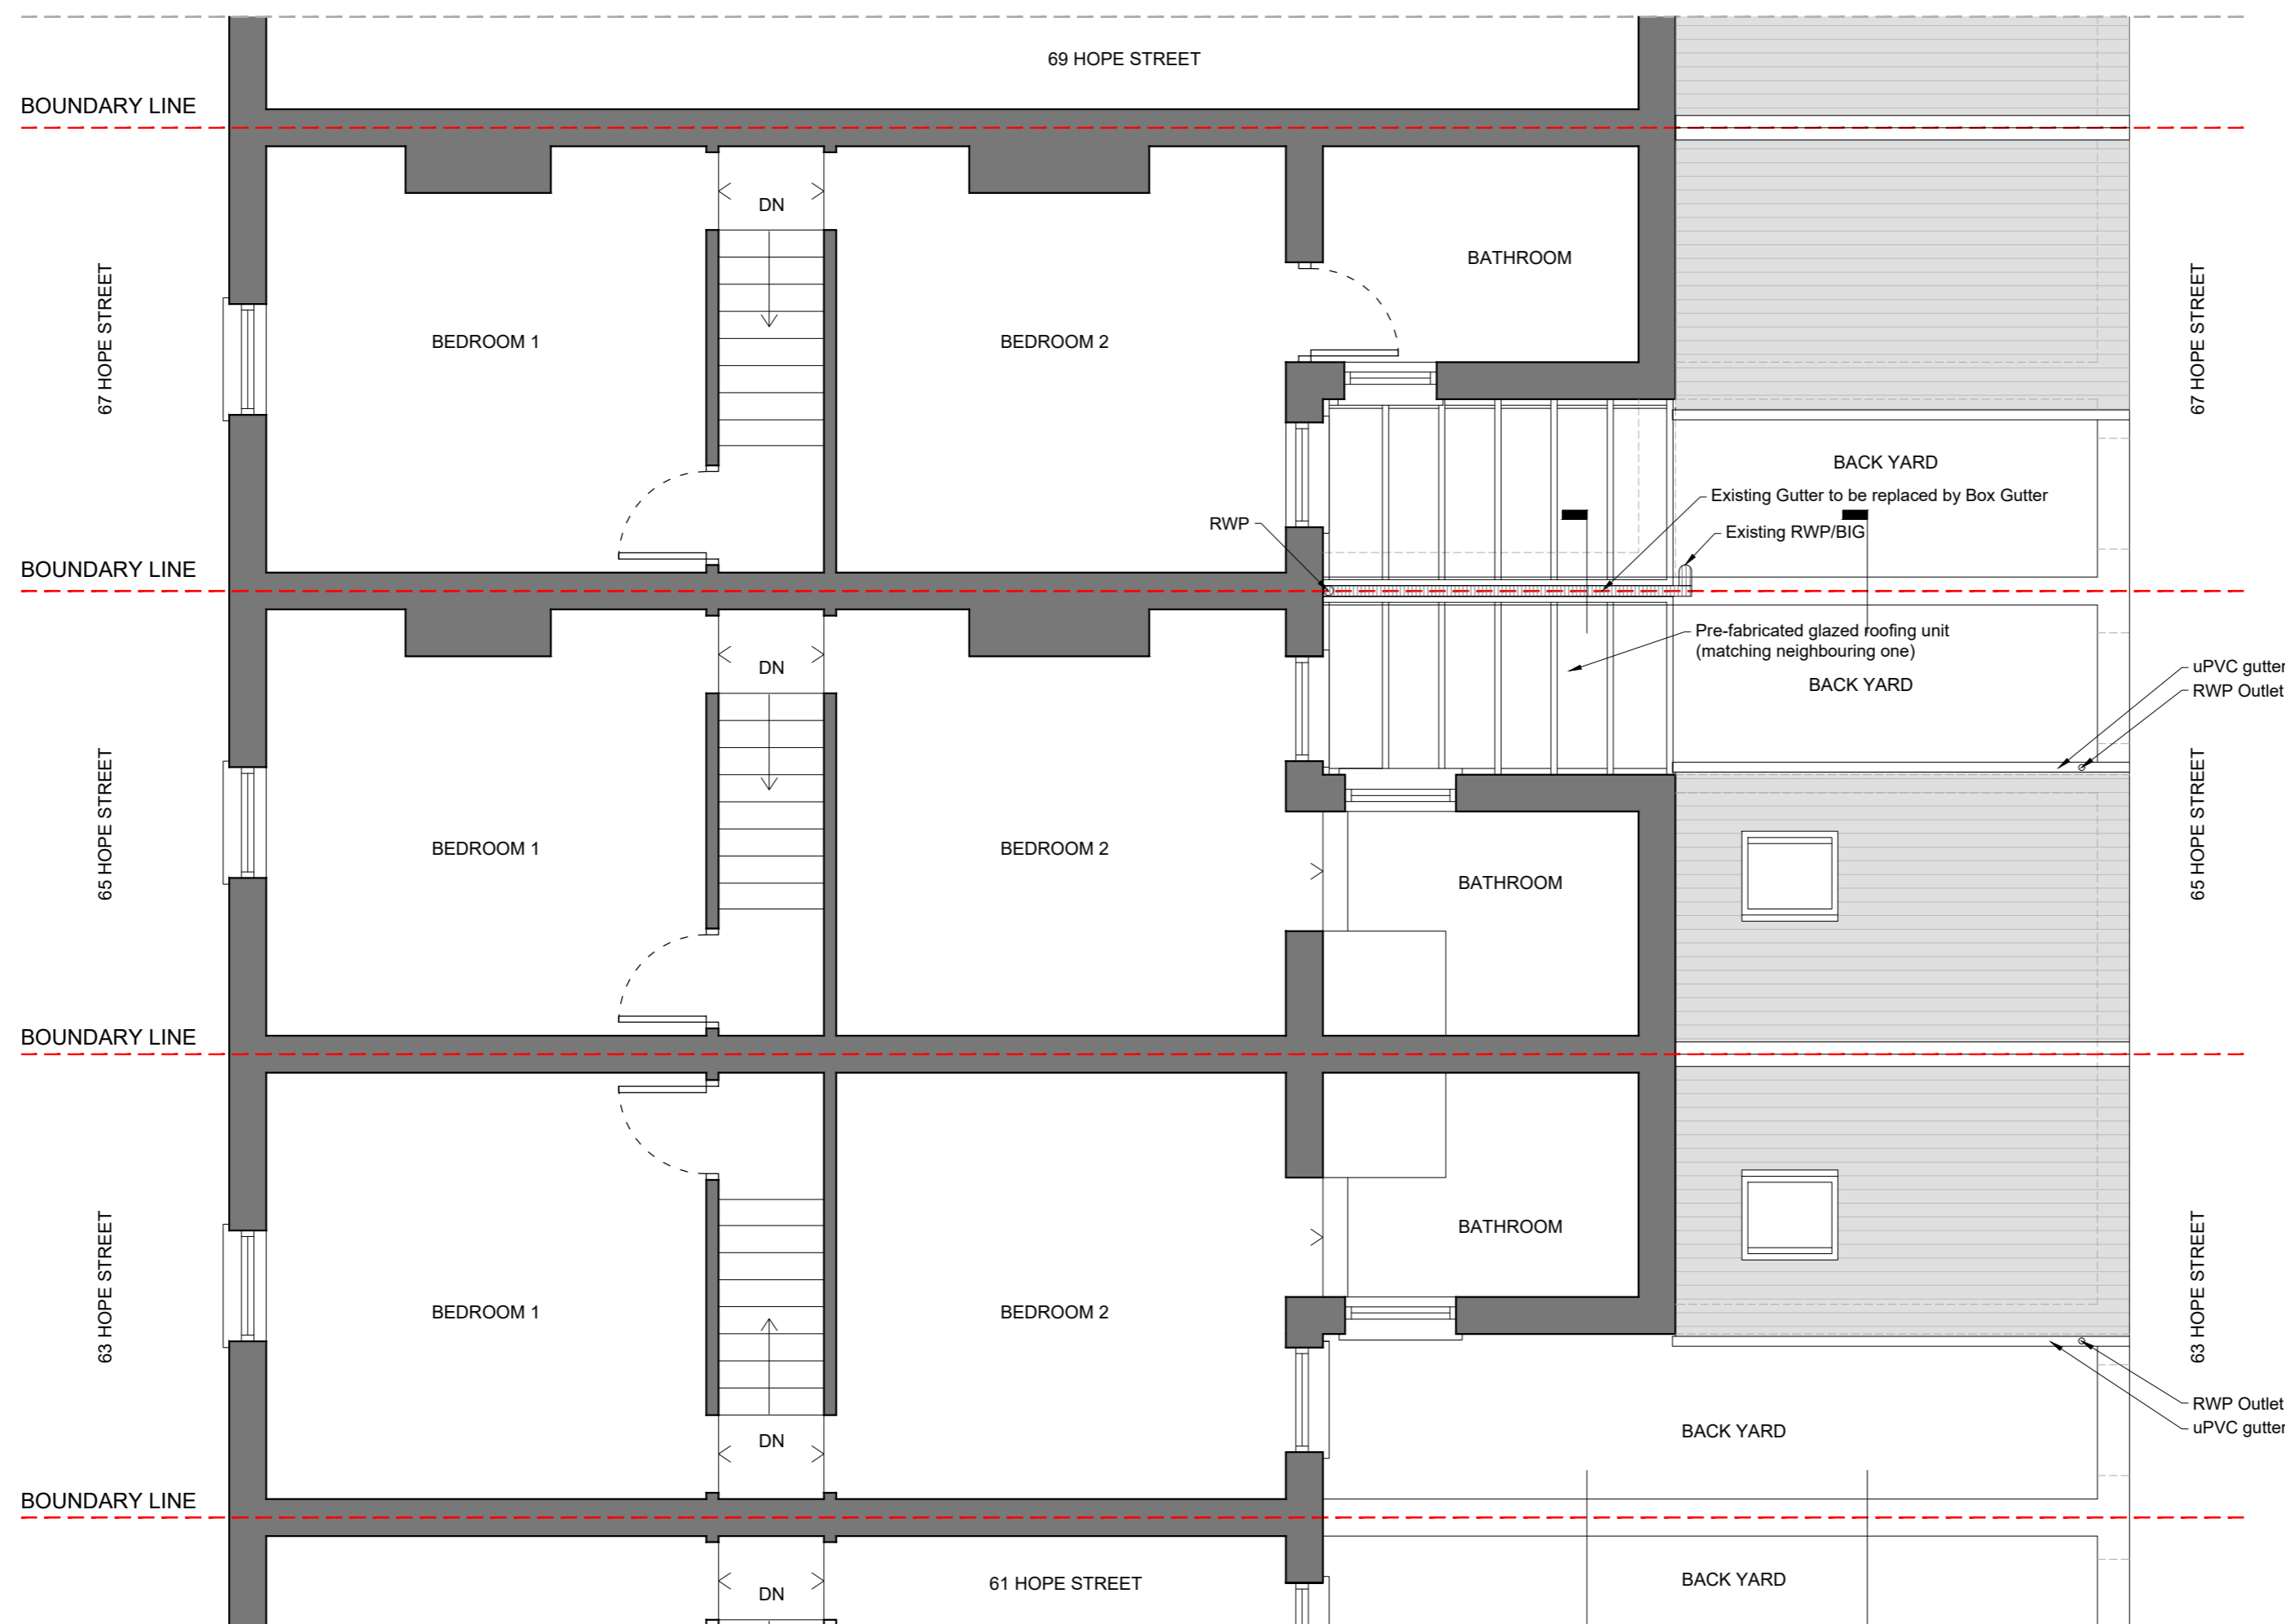 69 HOPE STREET
BOUNDARY LINE
DN
BATHROOM
67 HOPE STREET
BEDROOM 1
BEDROOM 2
67 HOPE STREET
BACK YARD
Existing Gutter to be replaced by Box Gutter
RWP
Existing RWP/BIG
BOUNDARY LINE
Pre-fabricated glazed roofing unit
(matching neighbouring one)
DN
BACK YARD
uPVC gutter
RWP Outlet
65 HOPE STREET
BEDROOM 1
BEDROOM 2
65 HOPE STREET
BATHROOM
BOUNDARY LINE
BATHROOM
63 HOPE STREET
BEDROOM 1
BEDROOM 2
63 HOPE STREET
RWP Outlet
uPVC gutter
BACK YARD
DN
BOUNDARY LINE
DN
61 HOPE STREET
BACK YARD